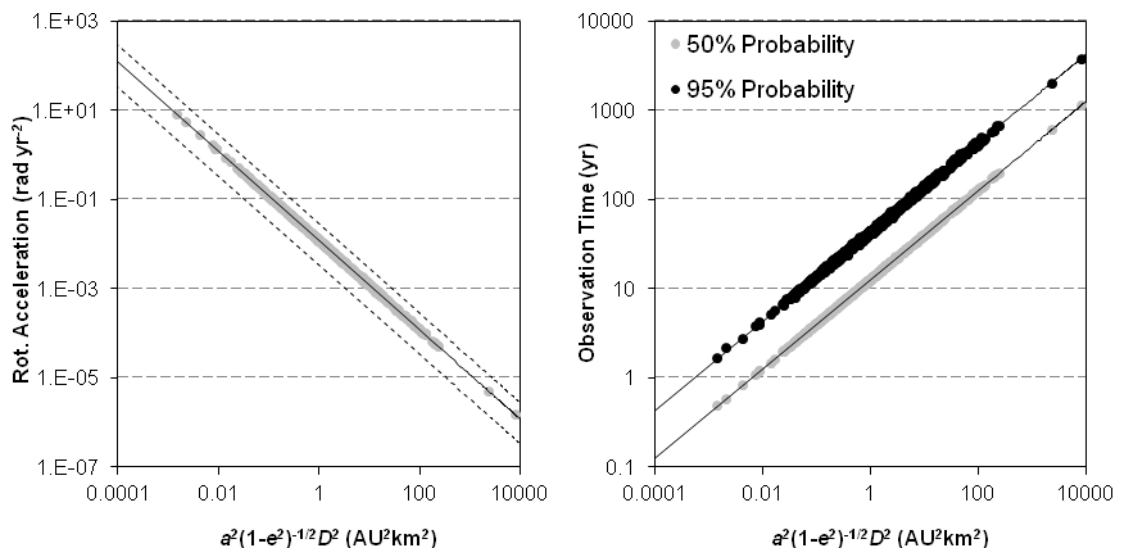 Rot. Acceleration (rad yr⁻²)
1.E+03
1.E+01
1.E-01
1.E-03
1.E-05
1.E-07
0.0001 0.01 1 100 10000
a²(1-e²)⁻¹/²D² (AU²km²)
Observation Time (yr)
10000
1000
100
10
1
0.1
50% Probability
95% Probability
0.0001 0.01 1 100 10000
a²(1-e²)⁻¹/²D² (AU²km²)